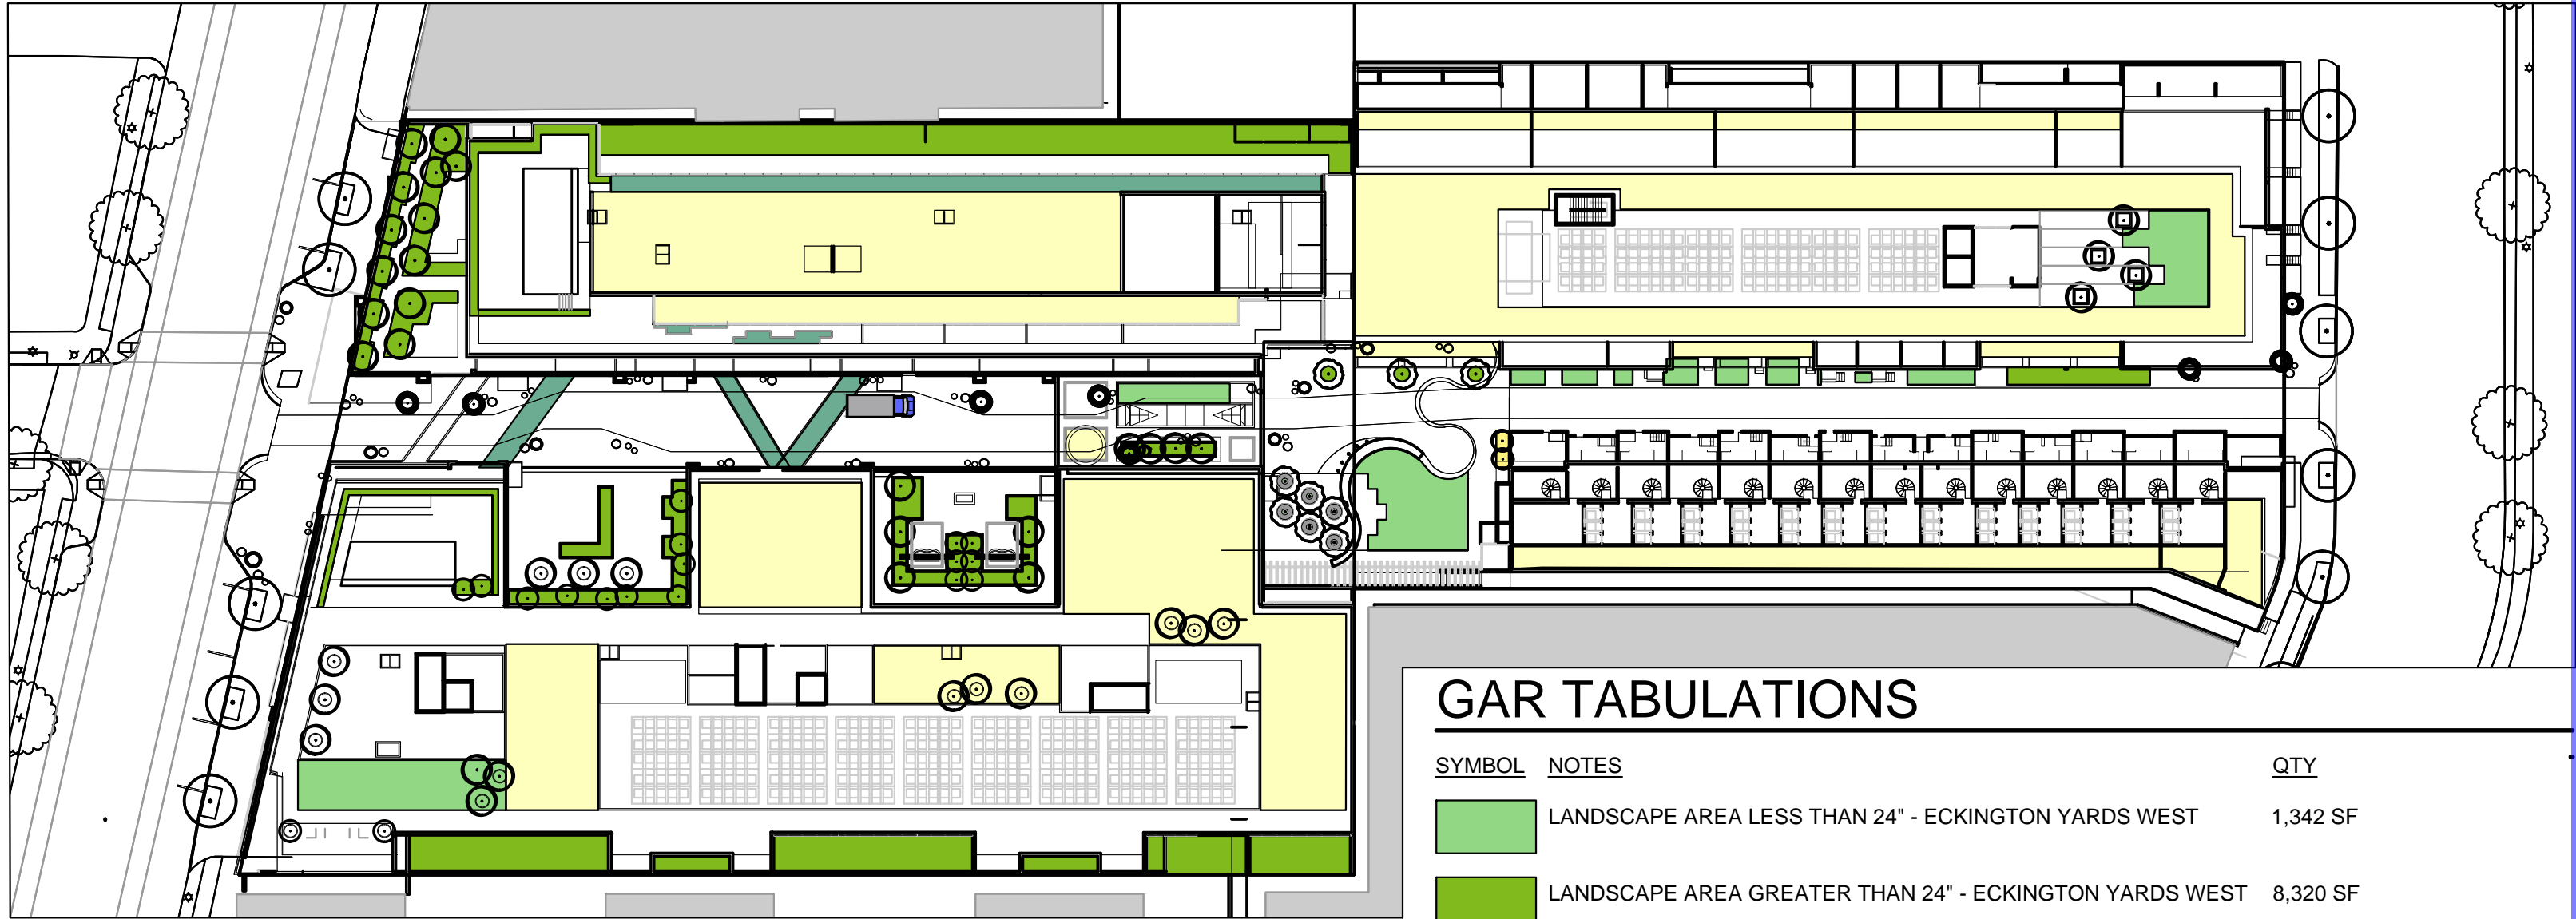 GAR TABULATIONS
SYMBOL NOTES QTY
LANDSCAPE AREA LESS THAN 24" - ECKINGTON YARDS WEST 1,342 SF
LANDSCAPE AREA GREATER THAN 24" - ECKINGTON YARDS WEST 8,320 SF